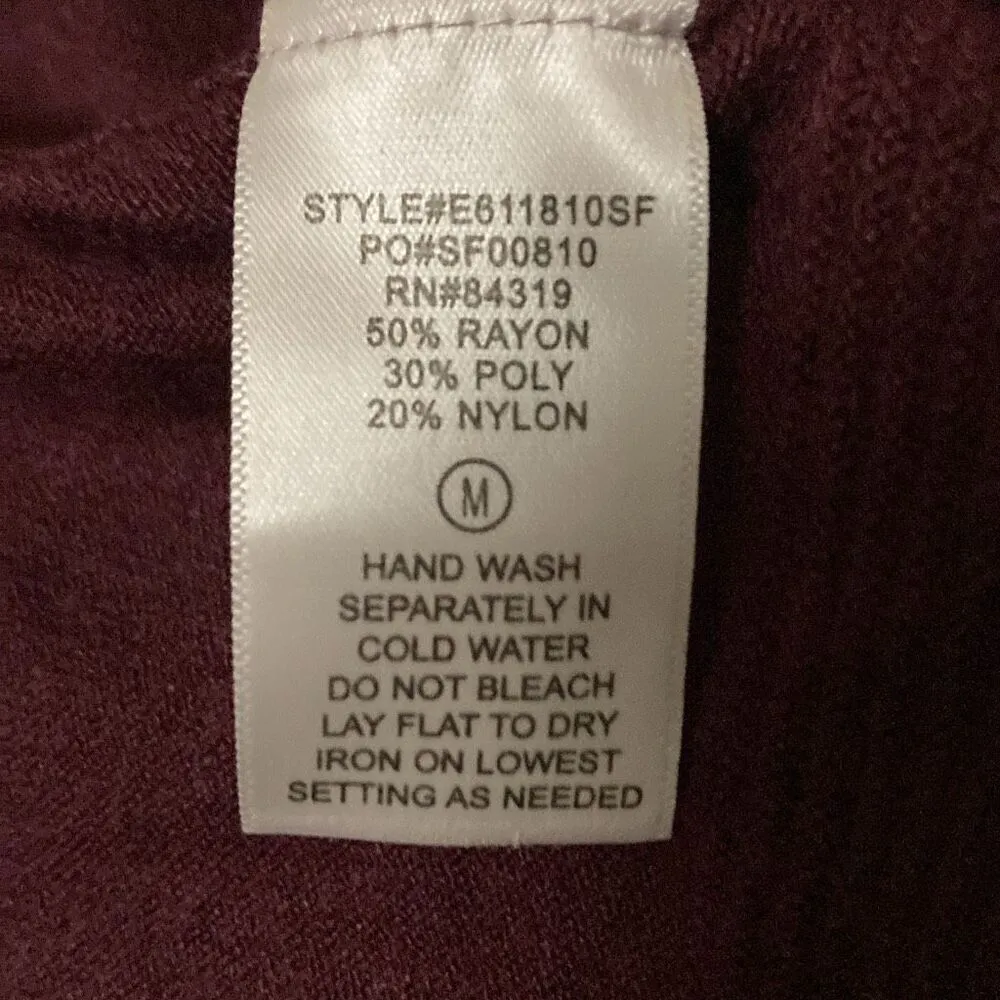 STYLE#E611810SF
PO#SF00810
RN#84319
50% RAYON
30% POLY
20% NYLON
M
HAND WASH
SEPARATELY IN
COLD WATER
DO NOT BLEACH
LAY FLAT TO DRY
IRON ON LOWEST
SETTING AS NEEDED